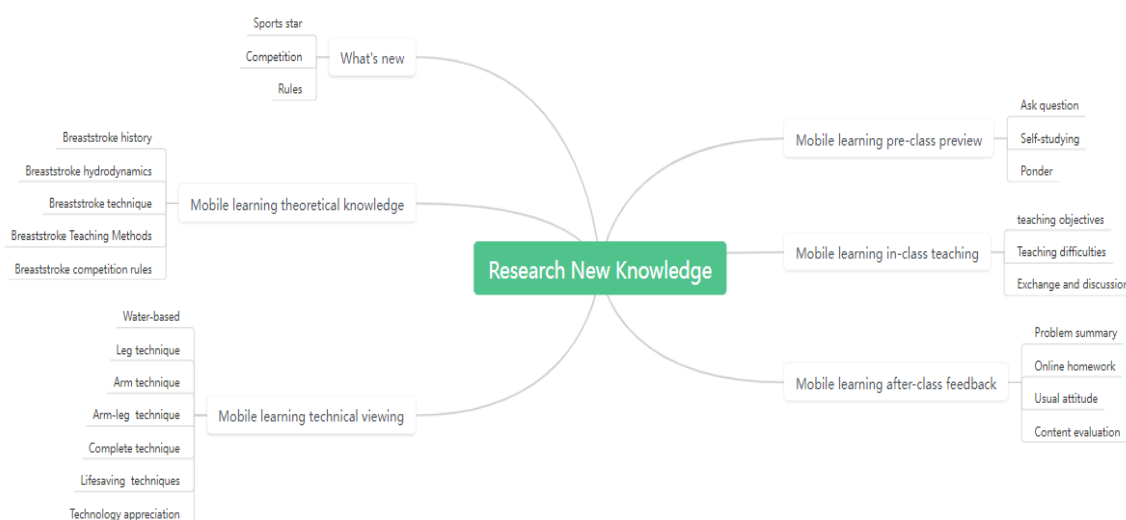 Sports star
Competition
Rules
What's new
Breaststroke history
Breaststroke hydrodynamics
Breaststroke technique
Breaststroke Teaching Methods
Breaststroke competition rules
Mobile learning theoretical knowledge
Water-based
Leg technique
Arm technique
Arm-leg technique
Complete technique
Lifesaving techniques
Technology appreciation
Mobile learning technical viewing
Research New Knowledge
Mobile learning pre-class preview
Ask question
Self-studying
Ponder
Mobile learning in-class teaching
teaching objectives
Teaching difficulties
Exchange and discussion
Mobile learning after-class feedback
Problem summary
Online homework
Usual attitude
Content evaluation